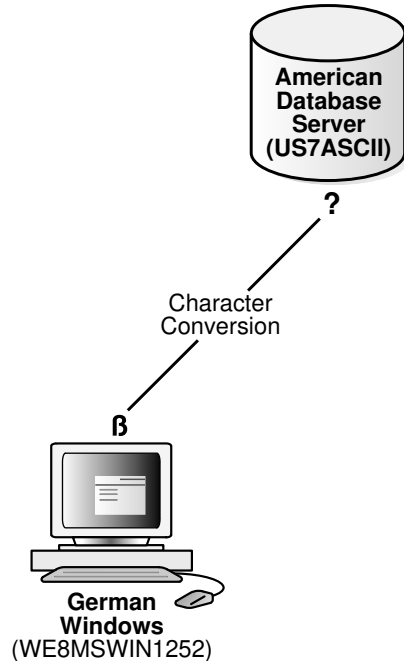 American
Database
Server
(US7ASCII)
?
Character
Conversion
ß
German
Windows
(WE8MSWIN1252)